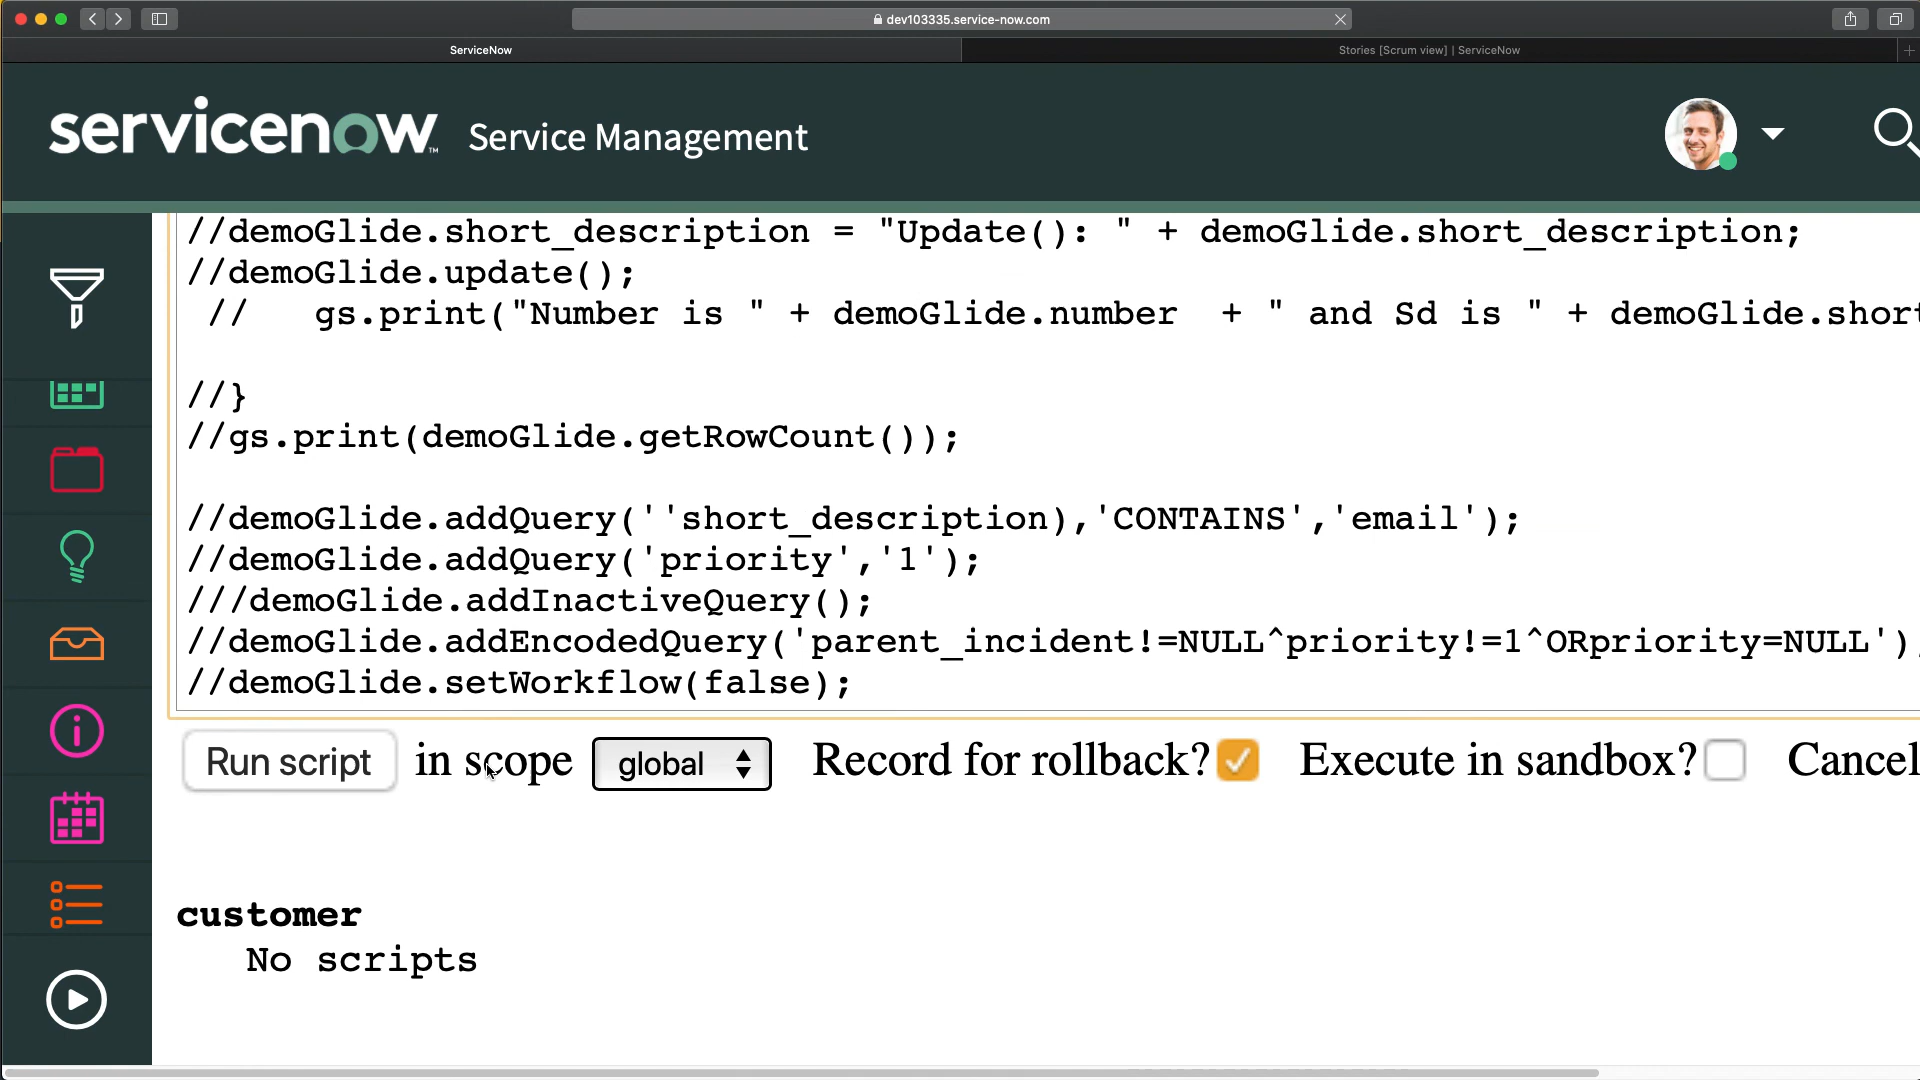 dev103335.service-now.com
ServiceNow
Stories [Scrum view] | ServiceNow
servicenow
Service Management
//demoGlide.short_description = "Update(): " + demoGlide.short_description;
//demoGlide.update();
//   gs.print("Number is " + demoGlide.number  + " and Sd is " + demoGlide.short
//}
//gs.print(demoGlide.getRowCount());
//demoGlide.addQuery(''short_description),'CONTAINS','email');
//demoGlide.addQuery('priority','1');
///demoGlide.addInactiveQuery();
//demoGlide.addEncodedQuery('parent_incident!=NULL^priority!=1^ORpriority=NULL')
//demoGlide.setWorkflow(false);
Run script in scope global Record for rollback? Execute in sandbox? Cancel
customer
No scripts